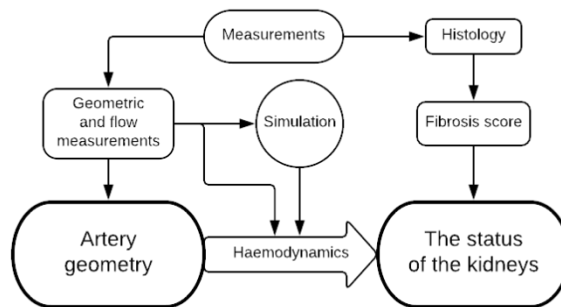 Measurements
Histology
Geometric
and flow
measurements
Simulation
Fibrosis score
Artery
geometry
Haemodynamics
The status
of the kidneys